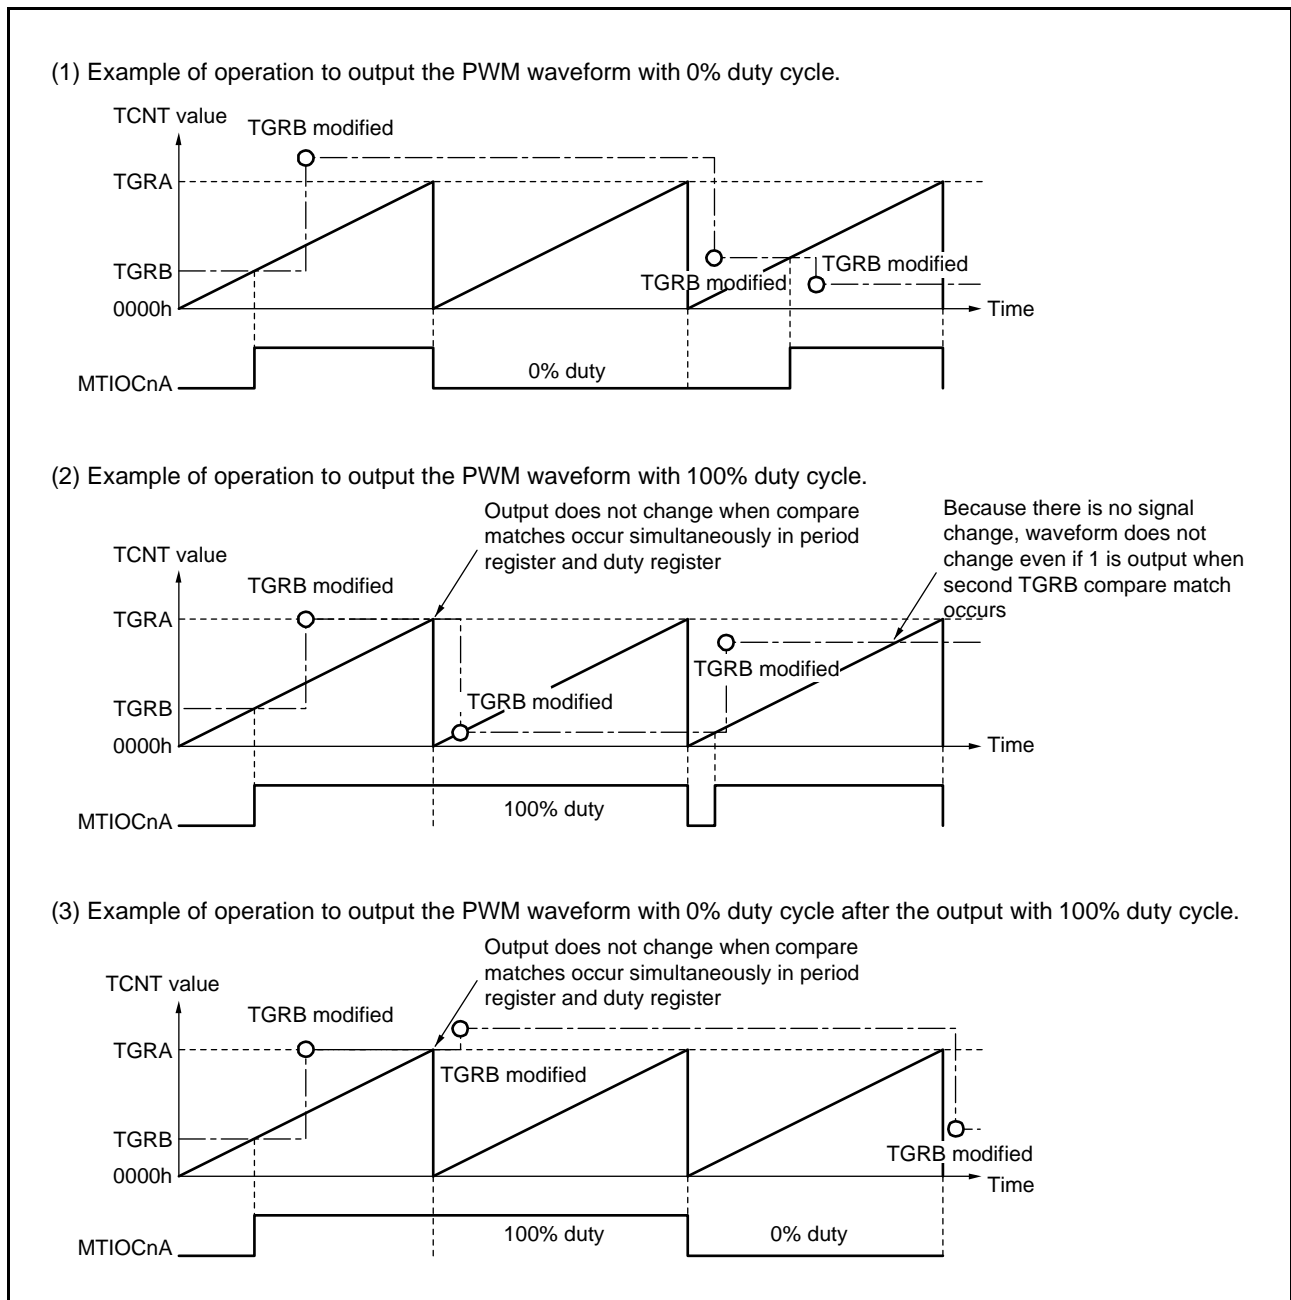 (1) Example of operation to output the PWM waveform with 0% duty cycle.
TCNT value
TGRB modified
TGRA
TGRB
TGRB modified
TGRB modified
0000h
Time
0% duty
MTIOCnA
(2) Example of operation to output the PWM waveform with 100% duty cycle.
Output does not change when compare
matches occur simultaneously in period
register and duty register
Because there is no signal
change, waveform does not
change even if 1 is output when
second TGRB compare match
occurs
TCNT value
TGRB modified
TGRA
TGRB modified
TGRB modified
TGRB
0000h
Time
100% duty
MTIOCnA
(3) Example of operation to output the PWM waveform with 0% duty cycle after the output with 100% duty cycle.
Output does not change when compare
matches occur simultaneously in period
register and duty register
TCNT value
TGRB modified
TGRA
TGRB modified
TGRB
TGRB modified
0000h
Time
100% duty
0% duty
MTIOCnA